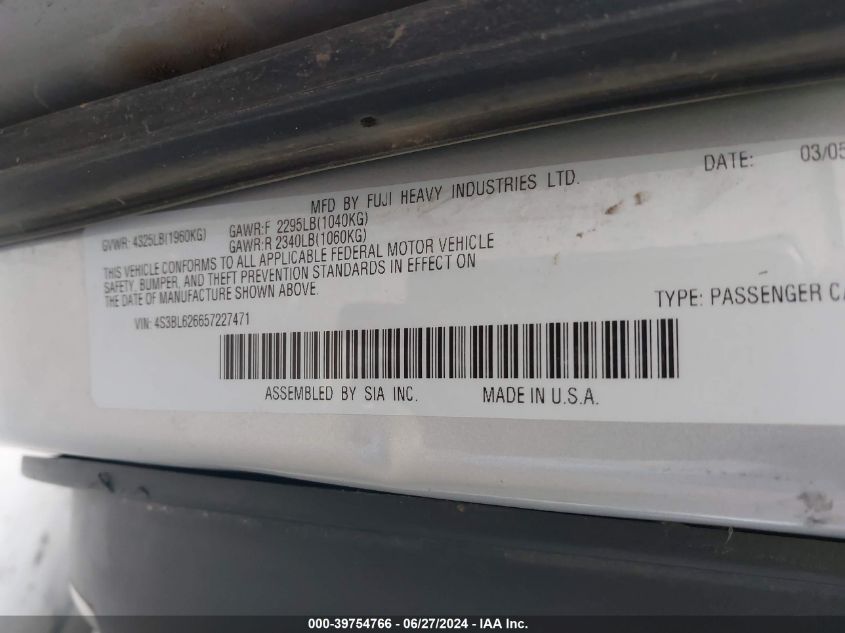 MFD BY FUJI HEAVY INDUSTRIES LTD.
DATE: 03/05
GVWR: 4325LB(1960KG)
GAWR:F 2295LB(1040KG)
GAWR:R 2340LB(1060KG)
THIS VEHICLE CONFORMS TO ALL APPLICABLE FEDERAL MOTOR VEHICLE
SAFETY, BUMPER, AND THEFT PREVENTION STANDARDS IN EFFECT ON
THE DATE OF MANUFACTURE SHOWN ABOVE.
VIN: 4S3BL626657227471
TYPE: PASSENGER CA
ASSEMBLED BY SIA INC.
MADE IN U.S.A.
000-39754766 - 06/27/2024 - IAA Inc.